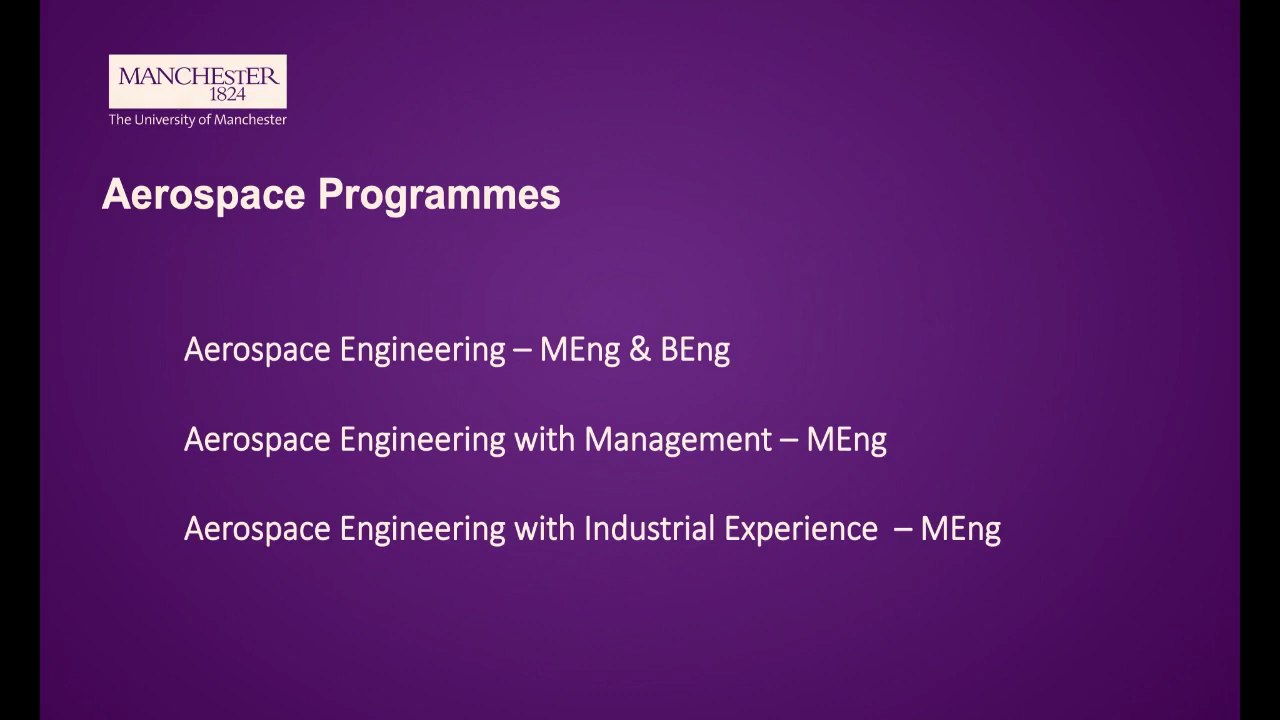 MANCHESTER
1824
The University of Manchester
Aerospace Programmes
Aerospace Engineering – MEng & BEng
Aerospace Engineering with Management – MEng
Aerospace Engineering with Industrial Experience – MEng